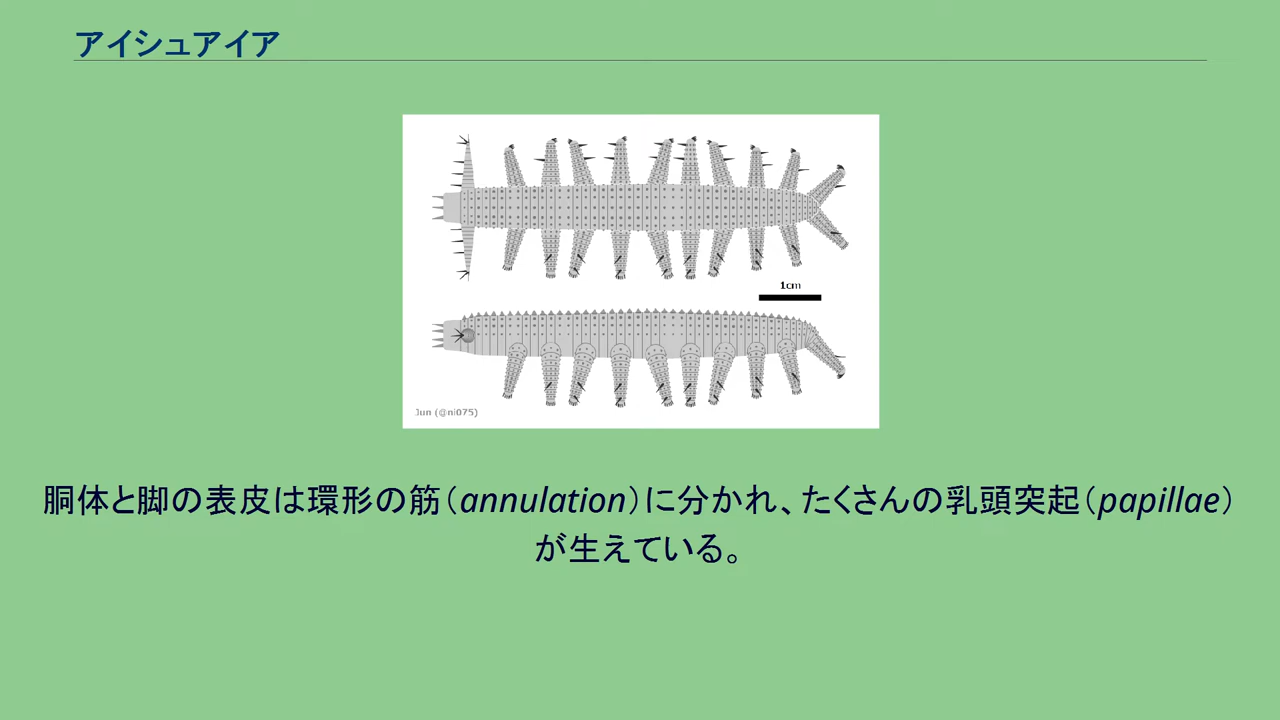 アイシュアイア
1cm
Jun (@ni075)
胴体と脚の表皮は環形の筋（annulation）に分かれ、たくさんの乳頭突起（papillae）
が生えている。